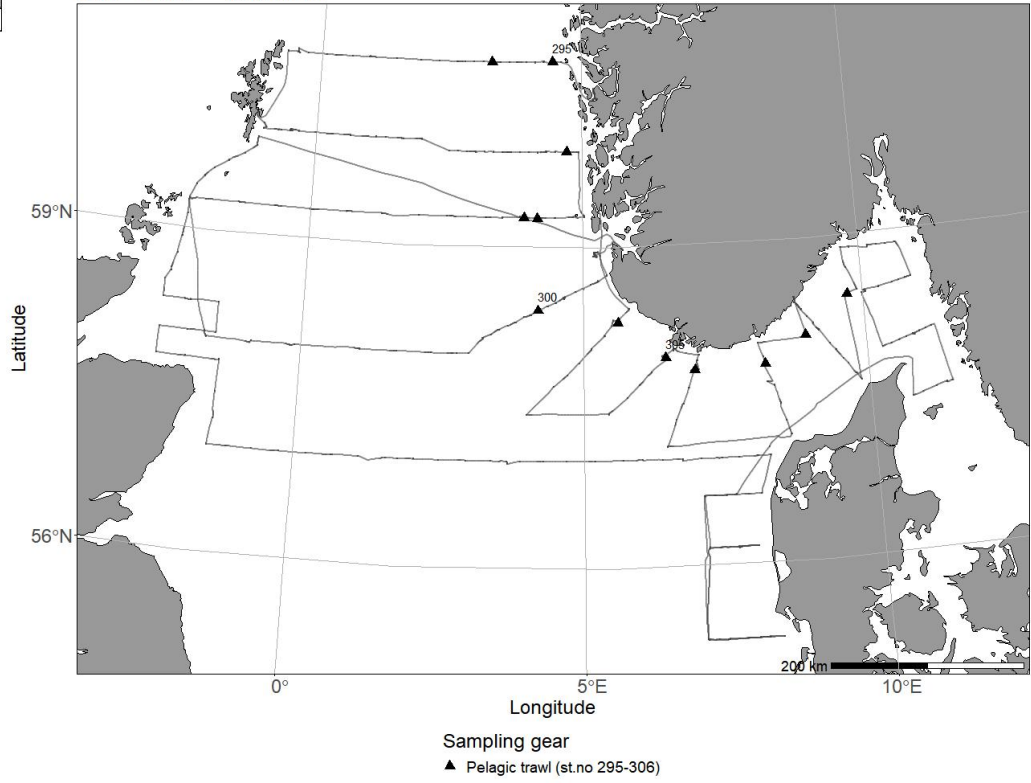 295
59°N
300
305
56°N
200 km
0°
5°E
10°E
Latitude
Longitude
Sampling gear
▲ Pelagic trawl (st.no 295-306)